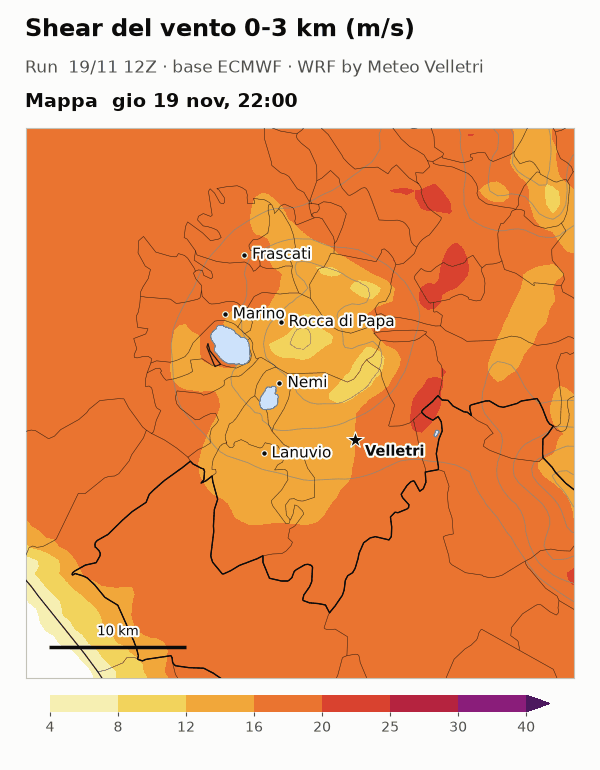 Shear del vento 0-3 km (m/s)
Run  19/11 12Z · base ECMWF · WRF by Meteo Velletri
Mappa  gio 19 nov, 22:00
Frascati
Marino
Rocca di Papa
Nemi
Velletri
Lanuvio
10 km
4 8 12 16 20 25 30 40